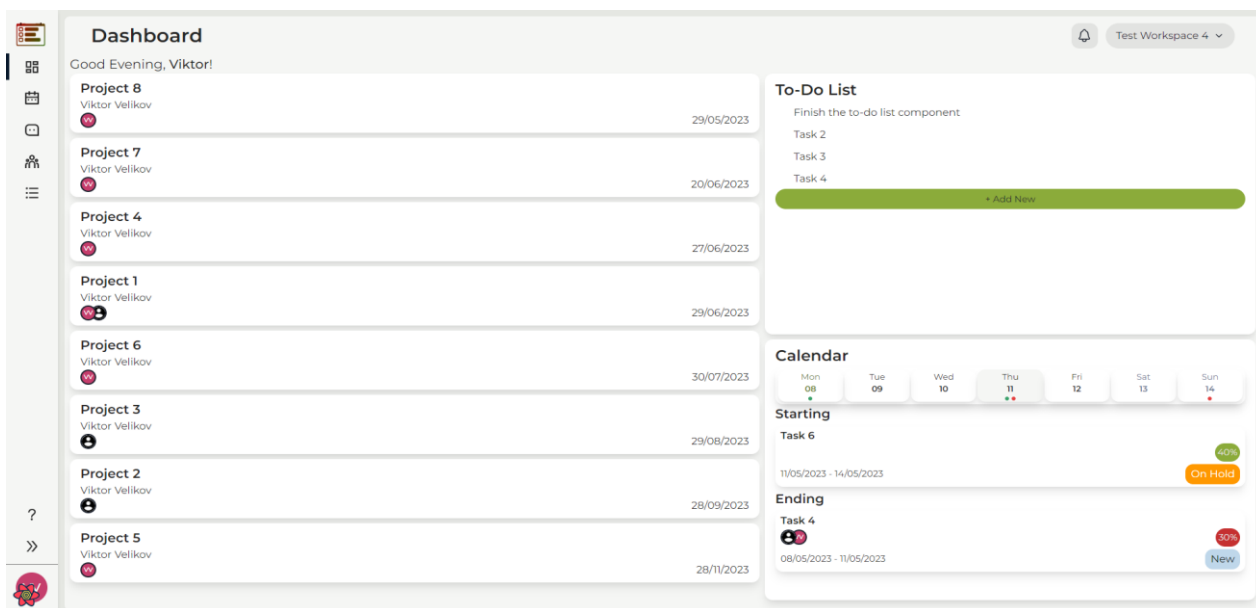 Dashboard
Test Workspace 4
Good Evening, Viktor!
Project 8
Viktor Velikov
29/05/2023
Project 7
Viktor Velikov
20/06/2023
Project 4
Viktor Velikov
27/06/2023
Project 1
Viktor Velikov
29/06/2023
Project 6
Viktor Velikov
30/07/2023
Project 3
Viktor Velikov
29/08/2023
Project 2
Viktor Velikov
28/09/2023
Project 5
Viktor Velikov
28/11/2023
To-Do List
Finish the to-do list component
Task 2
Task 3
Task 4
+ Add New
Calendar
Mon Tue Wed Thu Fri Sat Sun
08 09 10 11 12 13 14
Starting
Task 6
40%
11/05/2023 - 14/05/2023 On Hold
Ending
Task 4
30%
08/05/2023 - 11/05/2023 New
?